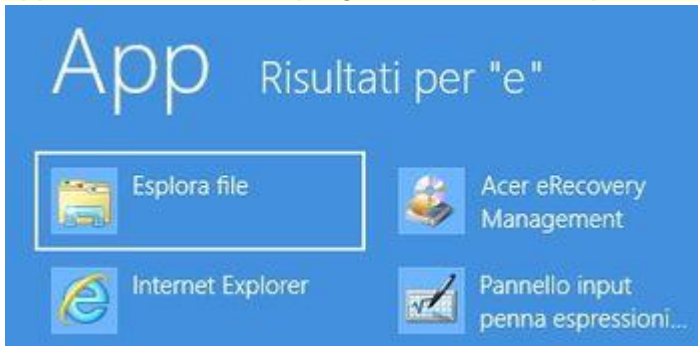 App Risultati per "e"
Esplora file
Acer eRecovery
Management
Internet Explorer
Pannello input
penna espressioni...